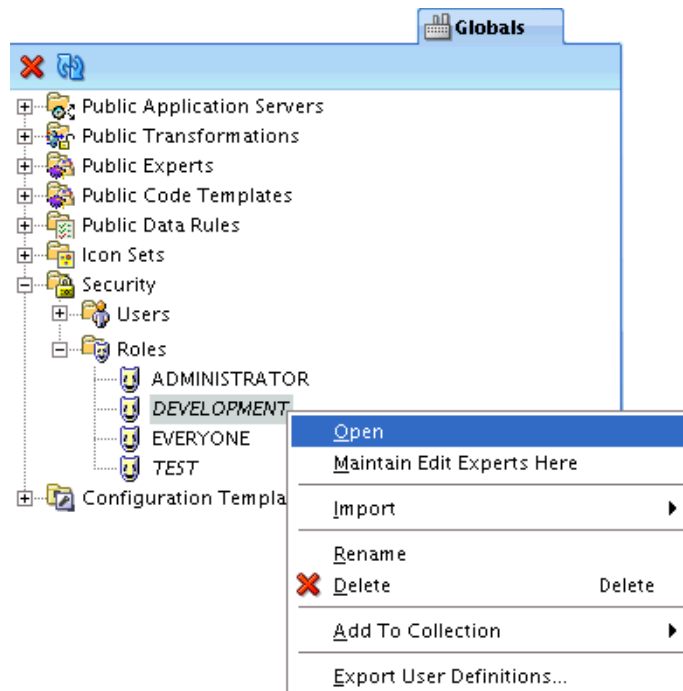 Globals
Public Application Servers
Public Transformations
Public Experts
Public Code Templates
Public Data Rules
Icon Sets
Security
Users
Roles
ADMINISTRATOR
DEVELOPMENT
EVERYONE
TEST
Configuration Templa
Open
Maintain Edit Experts Here
Import
Rename
Delete Delete
Add To Collection
Export User Definitions...